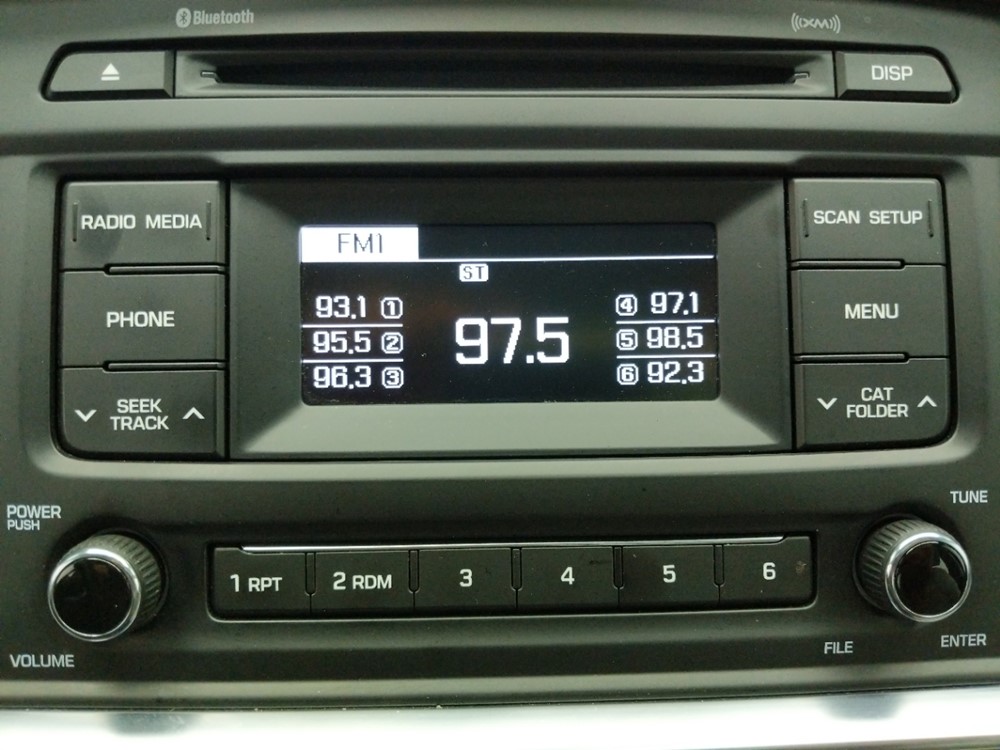 Bluetooth
((XM))
DISP
RADIO MEDIA
SCAN SETUP
FM1
ST
PHONE
MENU
93.1 1
4 97.1
95.5 2
97.5
5 98.5
96.3 3
6 92.3
SEEK
TRACK
CAT
FOLDER
POWER
PUSH
TUNE
1 RPT
2 RDM
3
4
5
6
VOLUME
FILE
ENTER